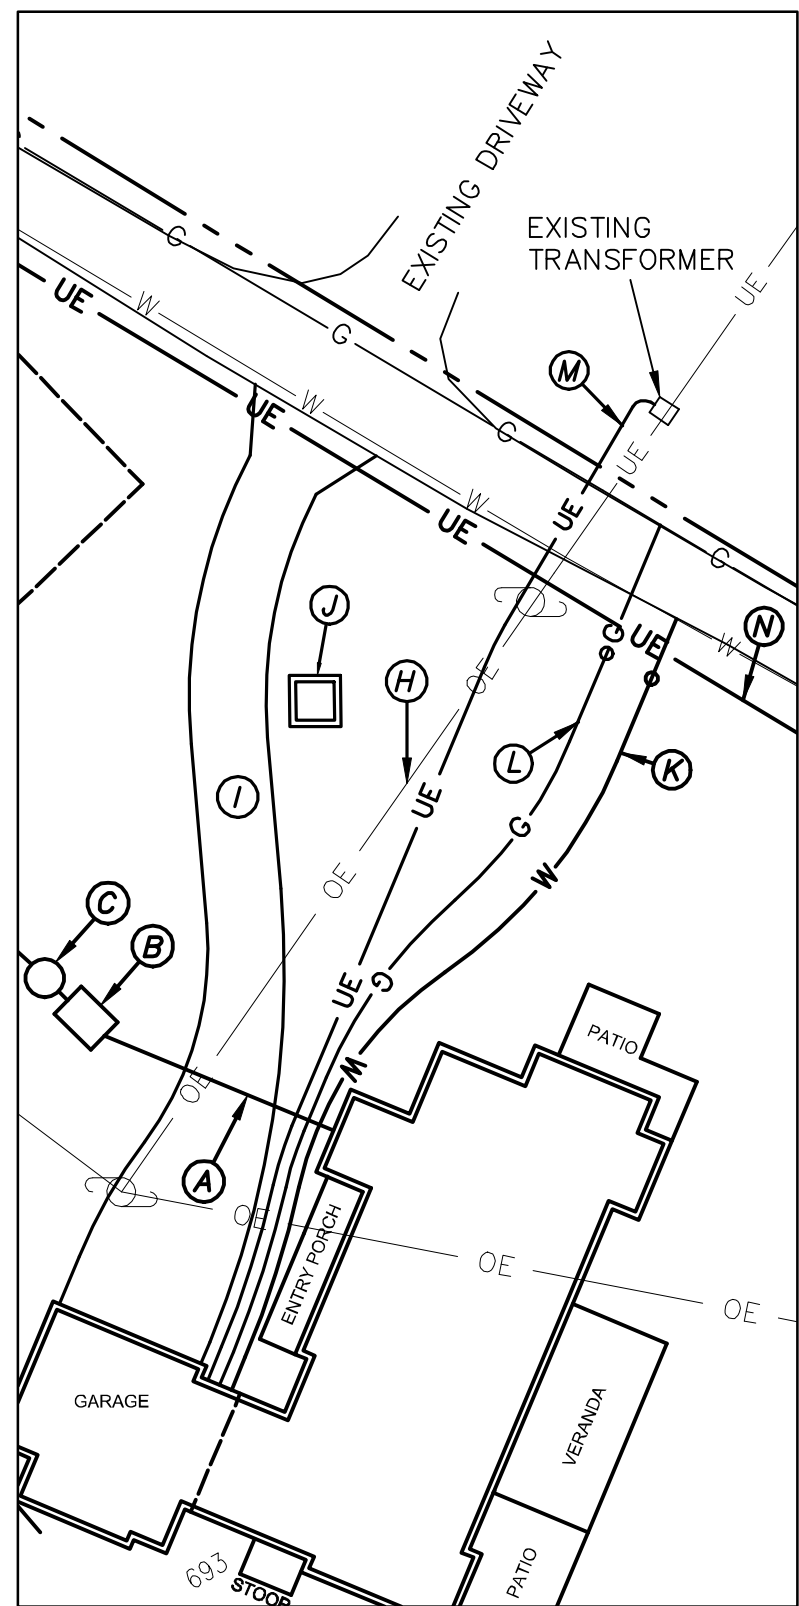 EXISTING DRIVEWAY
EXISTING
TRANSFORMER
G
UE
UE
W
G
M
W
UE
G
UE
W
UE
UE
G
J
N
G
UE
W
OE
H
L
K
I
UE
G
OE
W
C
B
G
UE
PATIO
W
OE
A
OE
ENTRY PORCH
OE
OE
GARAGE
VERANDA
693
STOOP
PATIO